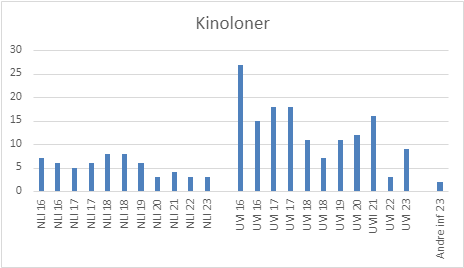 Kinoloner
30
25
20
15
10
5
0
NLI 16
NLI 16
NLI 17
NLI 17
NLI 18
NLI 18
NLI 19
NLI 20
NLI 21
NLI 22
NLI 23
UVI 16
UVI 16
UVI 17
UVI 17
UVI 18
UVI 18
UVI 19
UVI 20
UVI 21
UVI 22
UVI 23
Andre inf 23